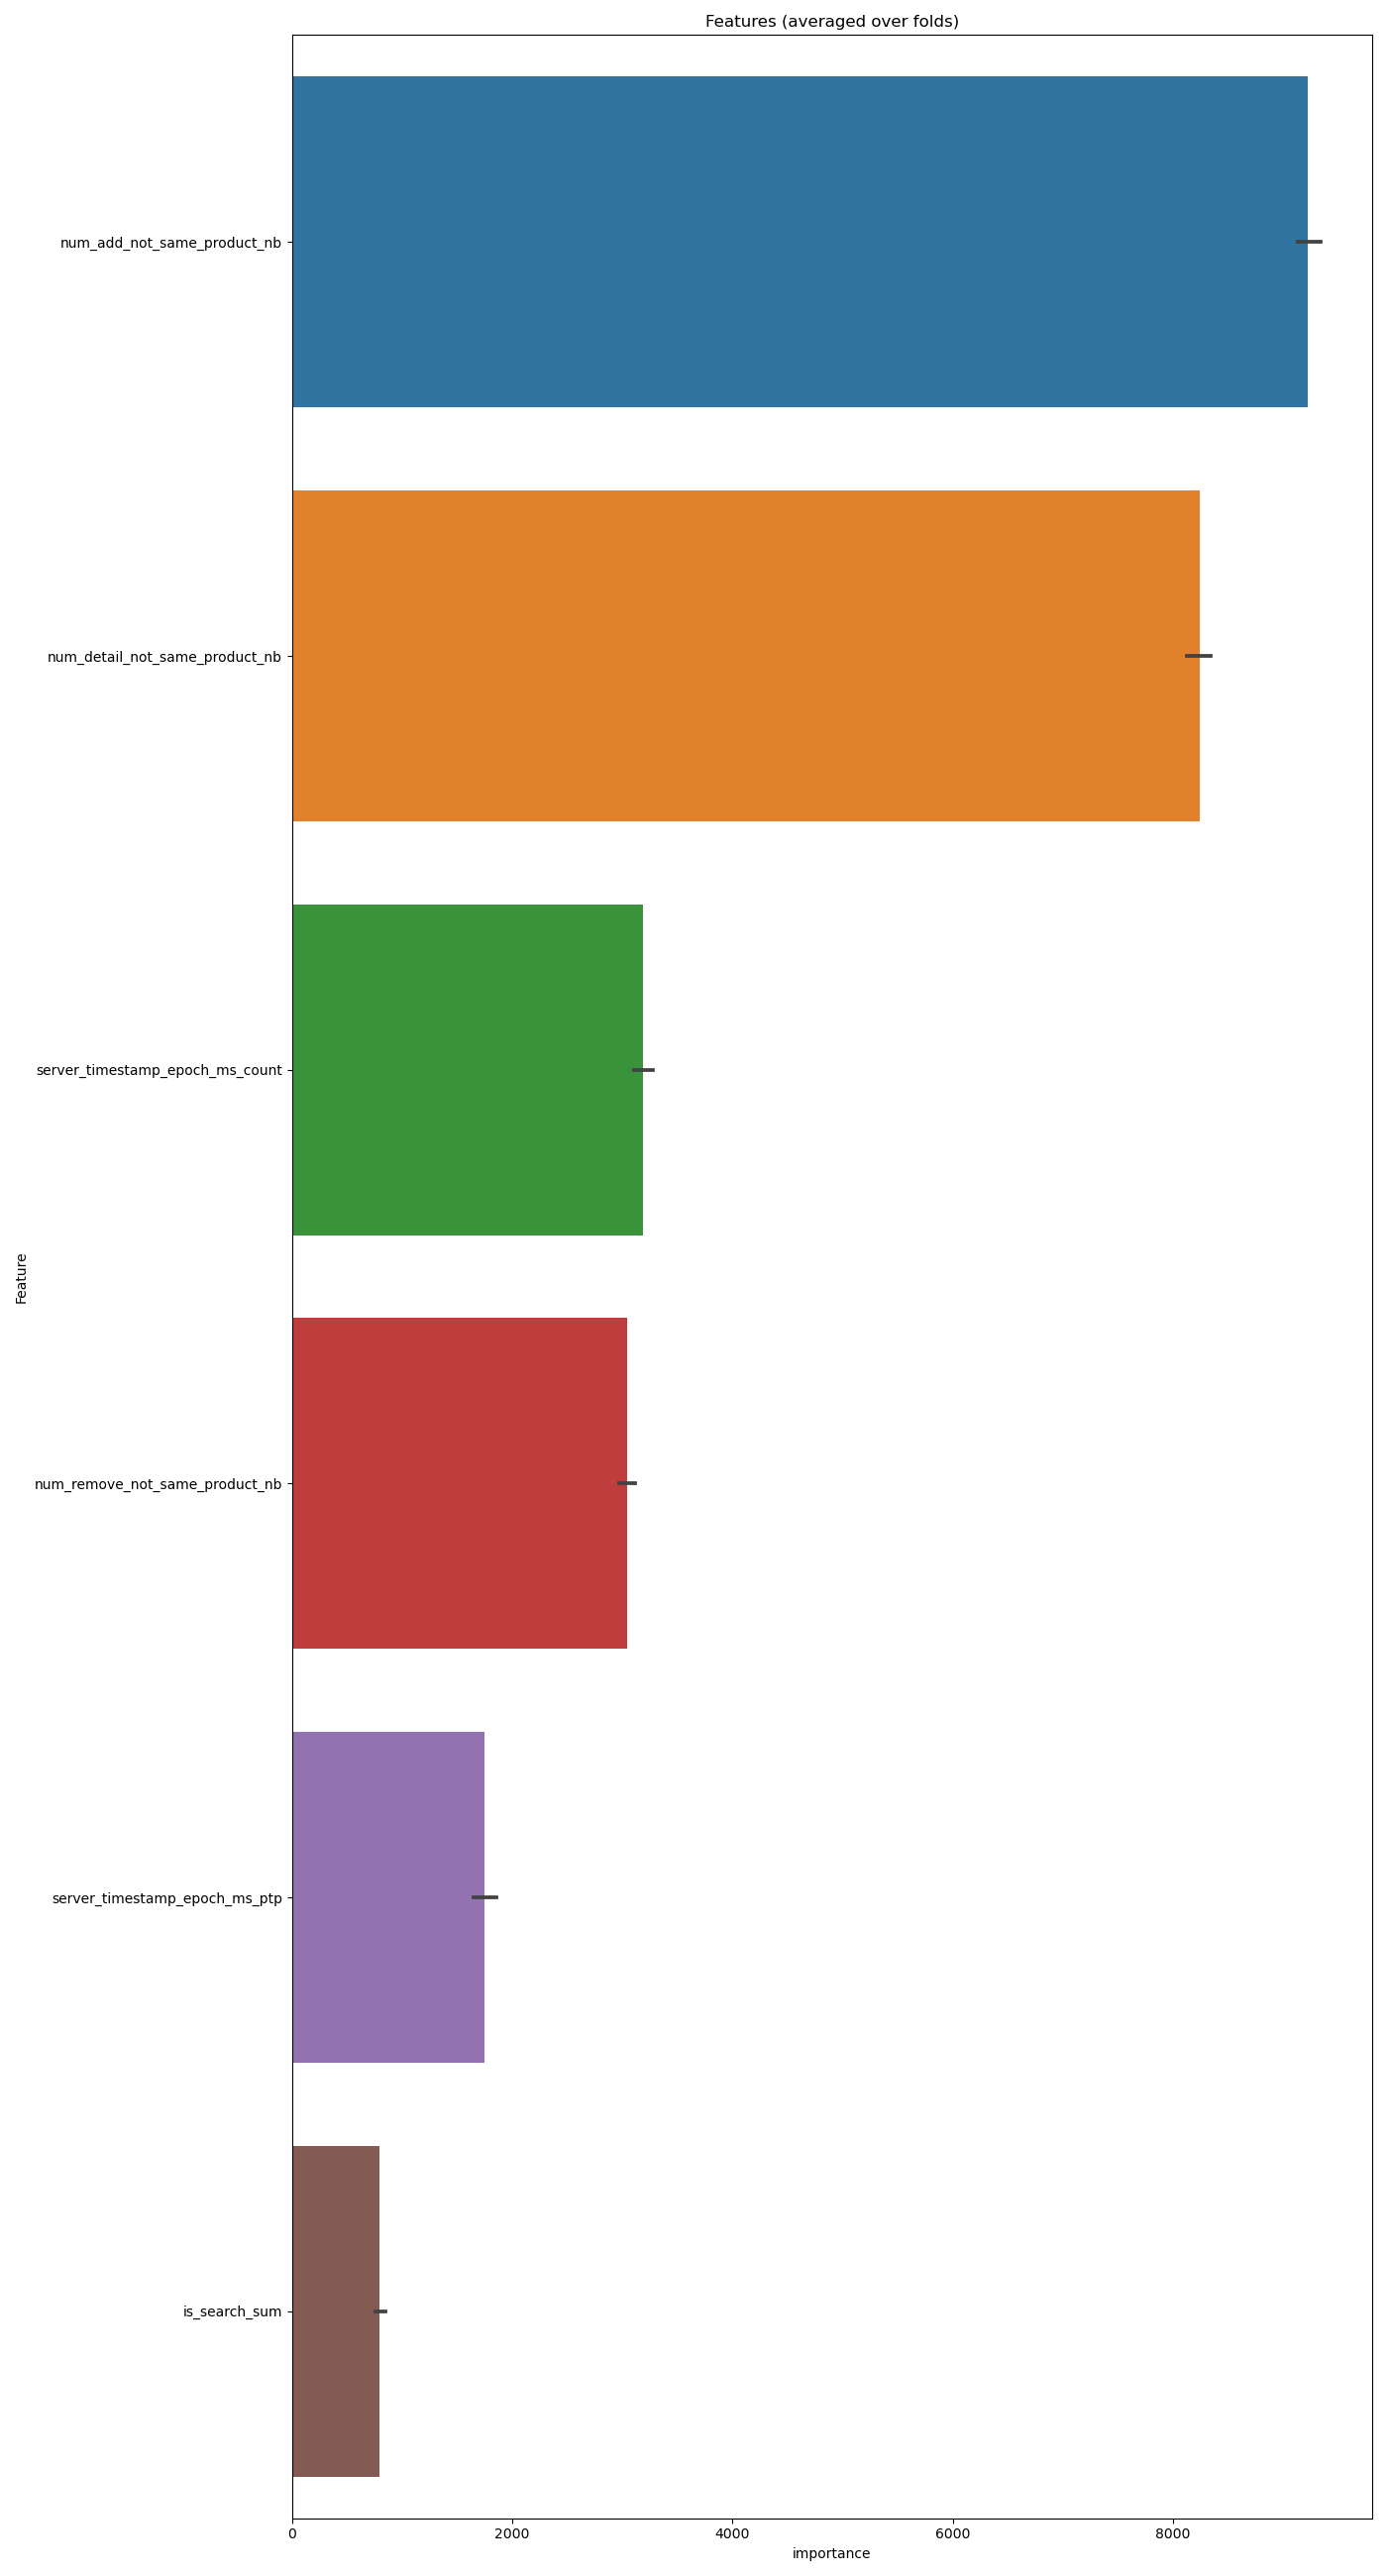 Features (averaged over folds)
num_add_not_same_product_nb
num_detail_not_same_product_nb
server_timestamp_epoch_ms_count
Feature
num_remove_not_same_product_nb
server_timestamp_epoch_ms_ptp
is_search_sum
0 2000 4000 6000 8000
importance